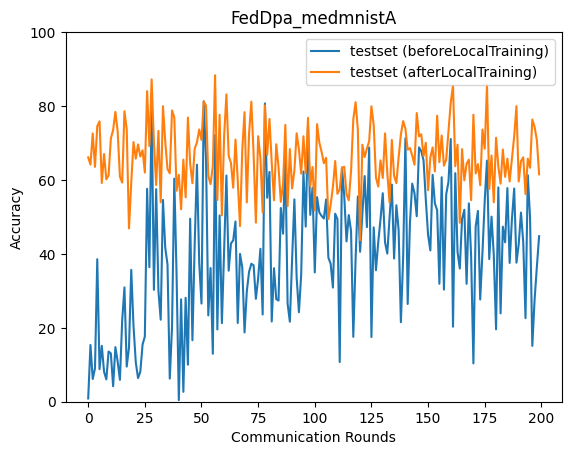 FedDpa_medmnistA
testset (beforeLocalTraining)
testset (afterLocalTraining)
Accuracy
100
80
60
40
20
0
0 25 50 75 100 125 150 175 200
Communication Rounds